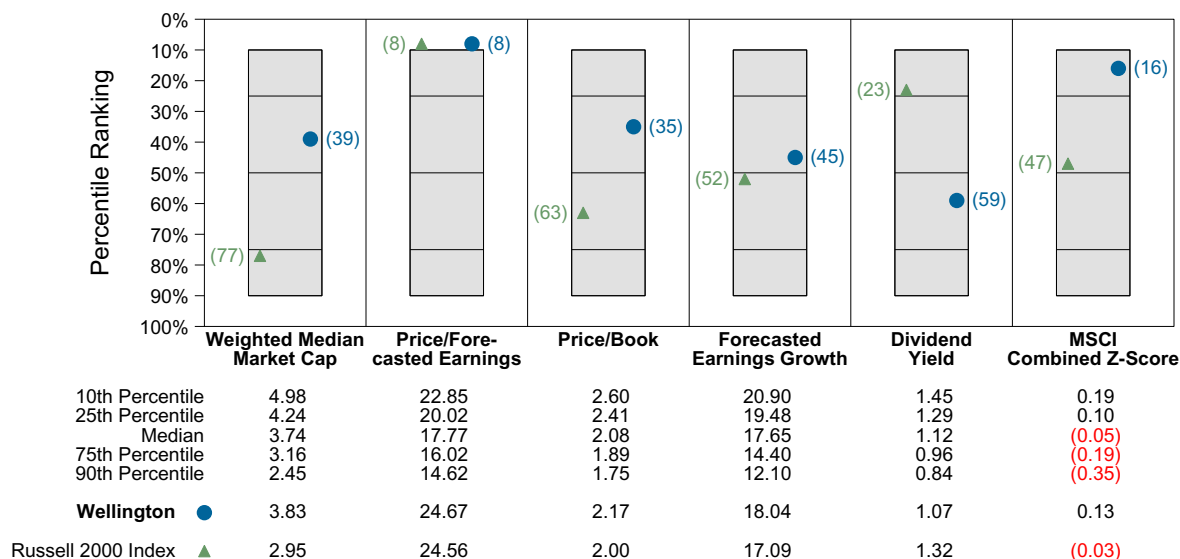 Percentile Ranking
0%
10%
20%
30%
40%
50%
60%
70%
80%
90%
100%
(77)
(39)
(8)
(8)
(63)
(35)
(52)
(45)
(23)
(59)
(47)
(16)
Weighted Median Market Cap
Price/Fore-casted Earnings
Price/Book
Forecasted Earnings Growth
Dividend Yield
MSCI Combined Z-Score
10th Percentile 4.98 22.85 2.60 20.90 1.45 0.19
25th Percentile 4.24 20.02 2.41 19.48 1.29 0.10
Median 3.74 17.77 2.08 17.65 1.12 (0.05)
75th Percentile 3.16 16.02 1.89 14.40 0.96 (0.19)
90th Percentile 2.45 14.62 1.75 12.10 0.84 (0.35)
Wellington 3.83 24.67 2.17 18.04 1.07 0.13
Russell 2000 Index 2.95 24.56 2.00 17.09 1.32 (0.03)